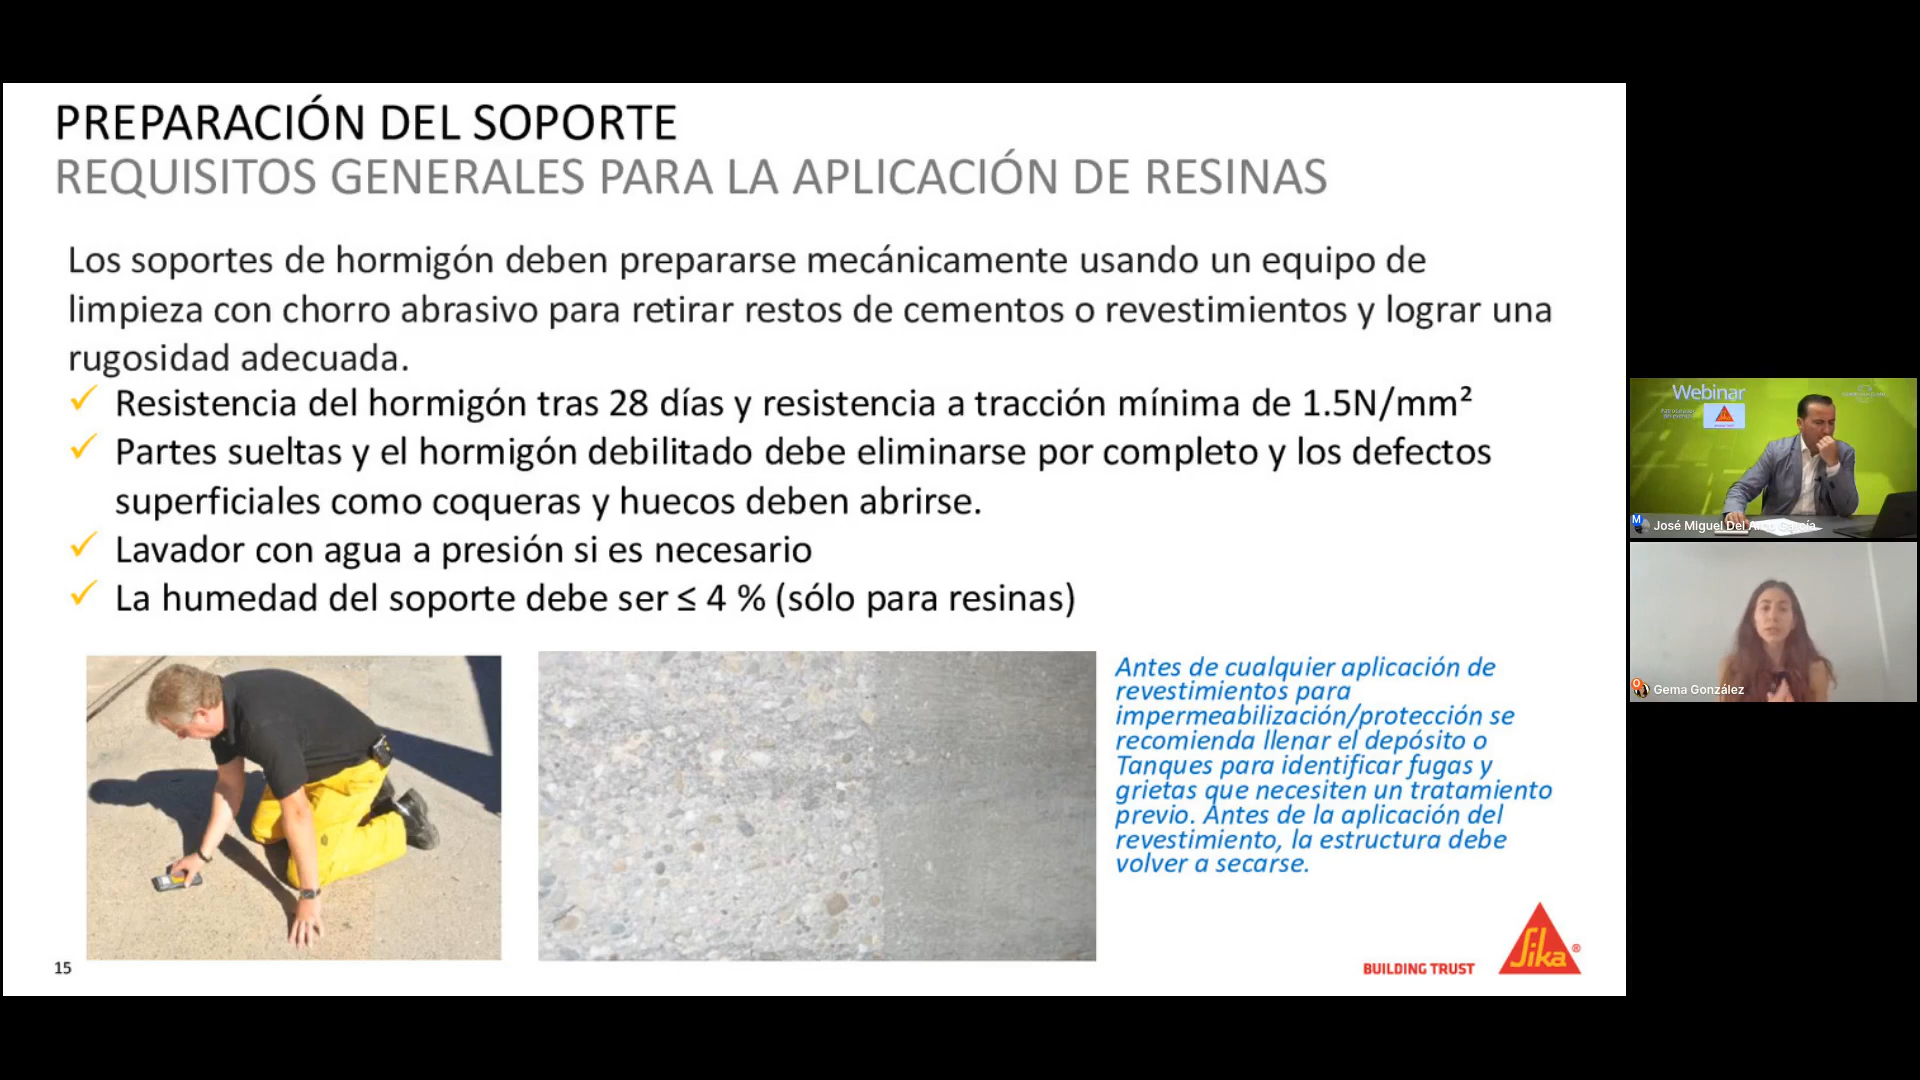 PREPARACIÓN DEL SOPORTE
REQUISITOS GENERALES PARA LA APLICACIÓN DE RESINAS
Los soportes de hormigón deben prepararse mecánicamente usando un equipo de
limpieza con chorro abrasivo para retirar restos de cementos o revestimientos y lograr una
rugosidad adecuada.
✓ Resistencia del hormigón tras 28 días y resistencia a tracción mínima de 1.5N/mm²
✓ Partes sueltas y el hormigón debilitado debe eliminarse por completo y los defectos
superficiales como coqueras y huecos deben abrirse.
✓ Lavador con agua a presión si es necesario
✓ La humedad del soporte debe ser ≤ 4 % (sólo para resinas)
Antes de cualquier aplicación de
revestimientos para
impermeabilización/protección se
recomienda llenar el depósito o
Tanques para identificar fugas y
grietas que necesiten un tratamiento
previo. Antes de la aplicación del
revestimiento, la estructura debe
volver a secarse.
15
BUILDING TRUST
Sika®
Webinar
M
José Miguel Del
Gema González